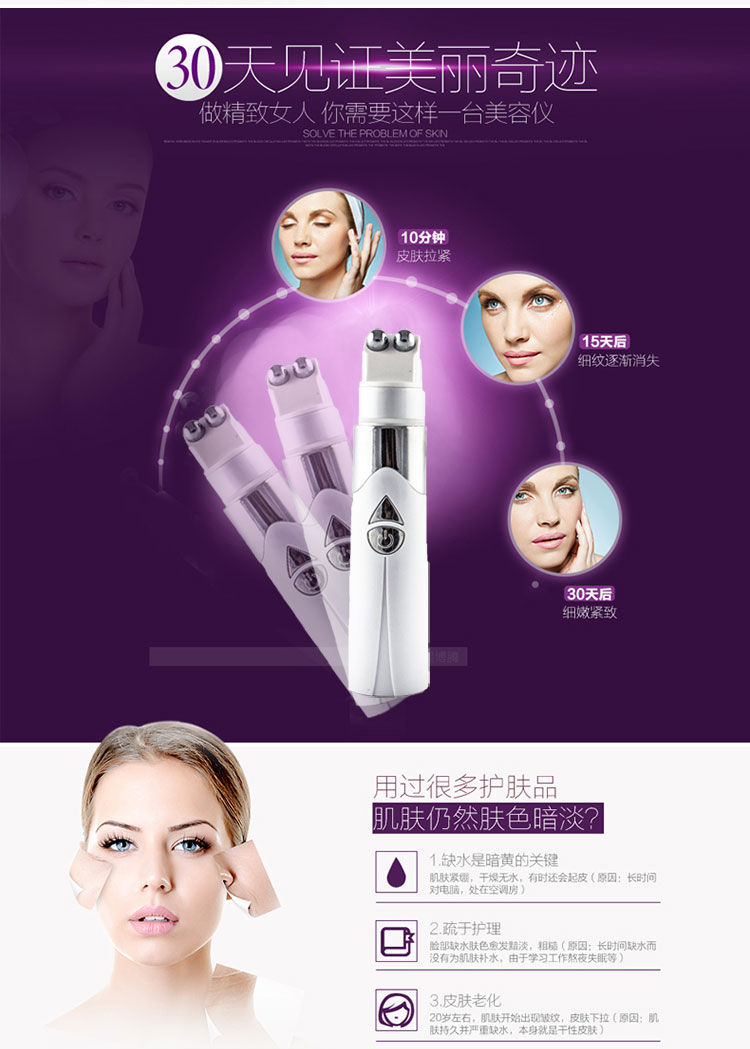 30天见证美丽奇迹
做精致女人 你需要这样一台美容仪
SOLVE THE PROBLEM OF SKIN
10分钟
皮肤拉紧
15天后
细纹逐渐消失
30天后
细嫩紧致
博腾
用过很多护肤品
肌肤仍然肤色暗淡?
1.缺水是暗黄的关键
肌肤紧绷，干燥无水，有时还会起皮（原因：长时间
对电脑，处在空调房）
2.疏于护理
脸部缺水肤色愈发黯淡，粗糙（原因：长时间缺水而
没有为肌肤补水，由于学习工作熬夜失眠等）
3.皮肤老化
20岁左右，肌肤开始出现皱纹，皮肤下拉（原因：肌
肤持久并严重缺水，本身就是干性皮肤）